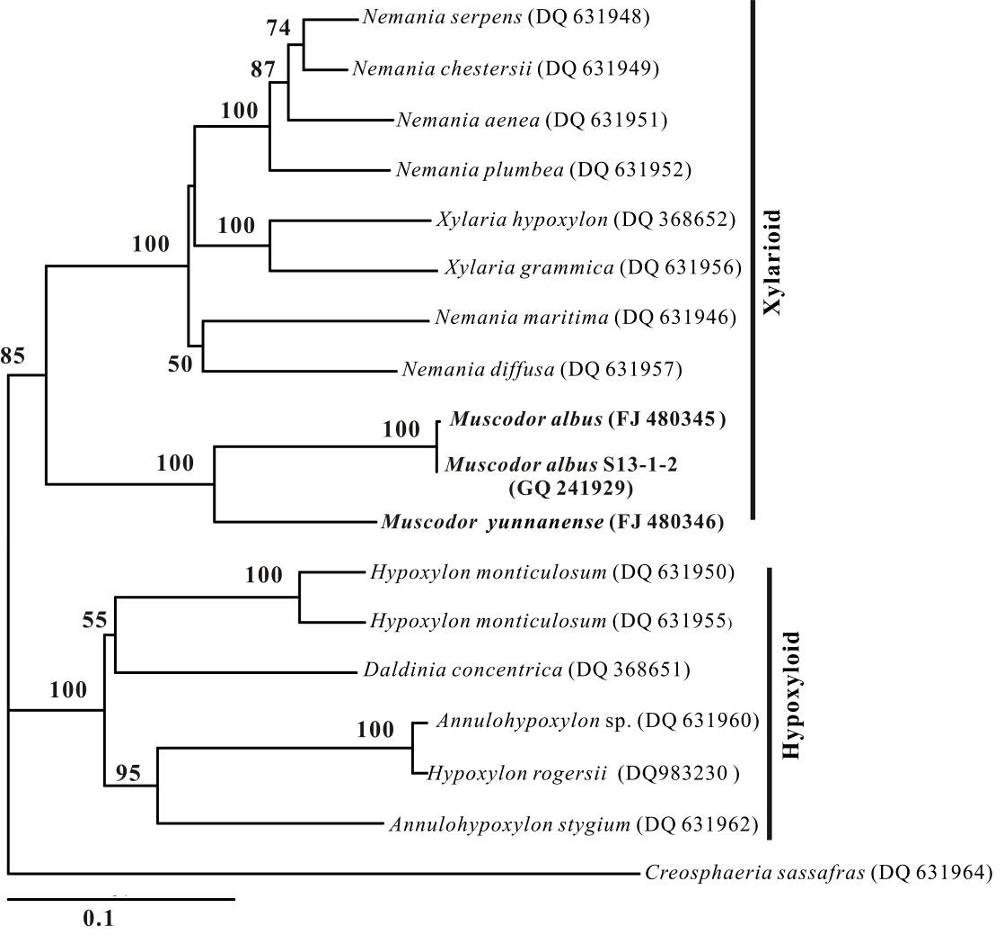 Nemania serpens (DQ 631948)
74
Nemania chestersii (DQ 631949)
87
100
Nemania aenea (DQ 631951)
Nemania plumbea (DQ 631952)
Xylaria hypoxylon (DQ 368652)
100
100
Xylaria grammica (DQ 631956)
Xylarioid
Nemania maritima (DQ 631946)
50
Nemania diffusa (DQ 631957)
85
Muscodor albus (FJ 480345)
100
Muscodor albus S13-1-2
(GQ 241929)
100
Muscodor yunnanense (FJ 480346)
Hypoxylon monticulosum (DQ 631950)
100
Hypoxylon monticulosum (DQ 631955)
55
Daldinia concentrica (DQ 368651)
100
Hypoxyloid
Annulohypoxylon sp. (DQ 631960)
100
Hypoxylon rogersii (DQ983230 )
95
Annulohypoxylon stygium (DQ 631962)
Creosphaeria sassafras (DQ 631964)
0.1